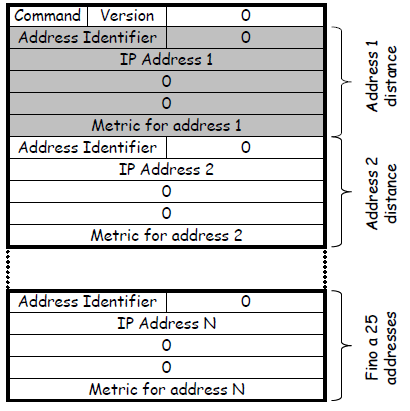 Command Version 0
Address Identifier 0
IP Address 1
0
0
Metric for address 1
Address 1
distance
Address Identifier 0
IP Address 2
0
0
Metric for address 2
Address 2
distance
Address Identifier 0
IP Address N
0
0
Metric for address N
Fino a 25
addresses